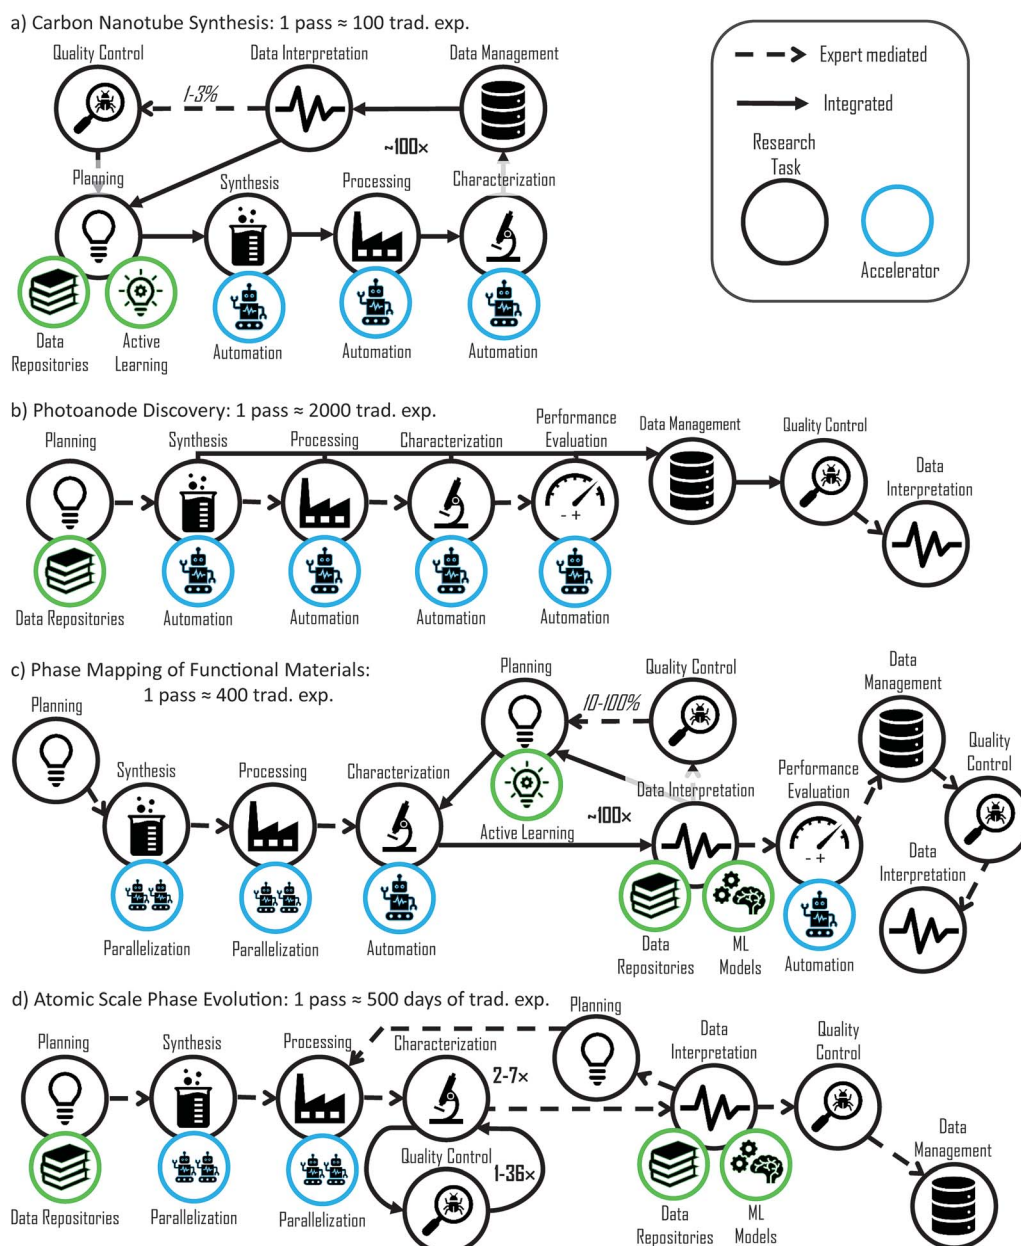 a) Carbon Nanotube Synthesis: 1 pass ≈ 100 trad. exp.
Quality Control
Data Interpretation
Data Management
1-3%
~100×
Planning
Synthesis
Processing
Characterization
Data
Repositories
Active
Learning
Automation
Automation
Automation
Expert mediated
Integrated
Research
Task
Accelerator
b) Photoanode Discovery: 1 pass ≈ 2000 trad. exp.
Planning
Synthesis
Processing
Characterization
Performance
Evaluation
Data Management
Quality Control
Data
Interpretation
- +
Data Repositories
Automation
Automation
Automation
Automation
c) Phase Mapping of Functional Materials:
1 pass ≈ 400 trad. exp.
Planning
Synthesis
Processing
Characterization
Planning
10-100%
Quality Control
Active Learning
~100×
Data Interpretation
Performance
Evaluation
- +
Data
Management
Quality
Control
Data
Interpretation
Parallelization
Parallelization
Automation
Data
Repositories
ML
Models
Automation
d) Atomic Scale Phase Evolution: 1 pass ≈ 500 days of trad. exp.
Planning
Synthesis
Processing
Characterization
2-7×
Planning
Data
Interpretation
Quality
Control
Data
Management
Quality Control
1-36×
Data Repositories
Parallelization
Parallelization
Data
Repositories
ML
Models